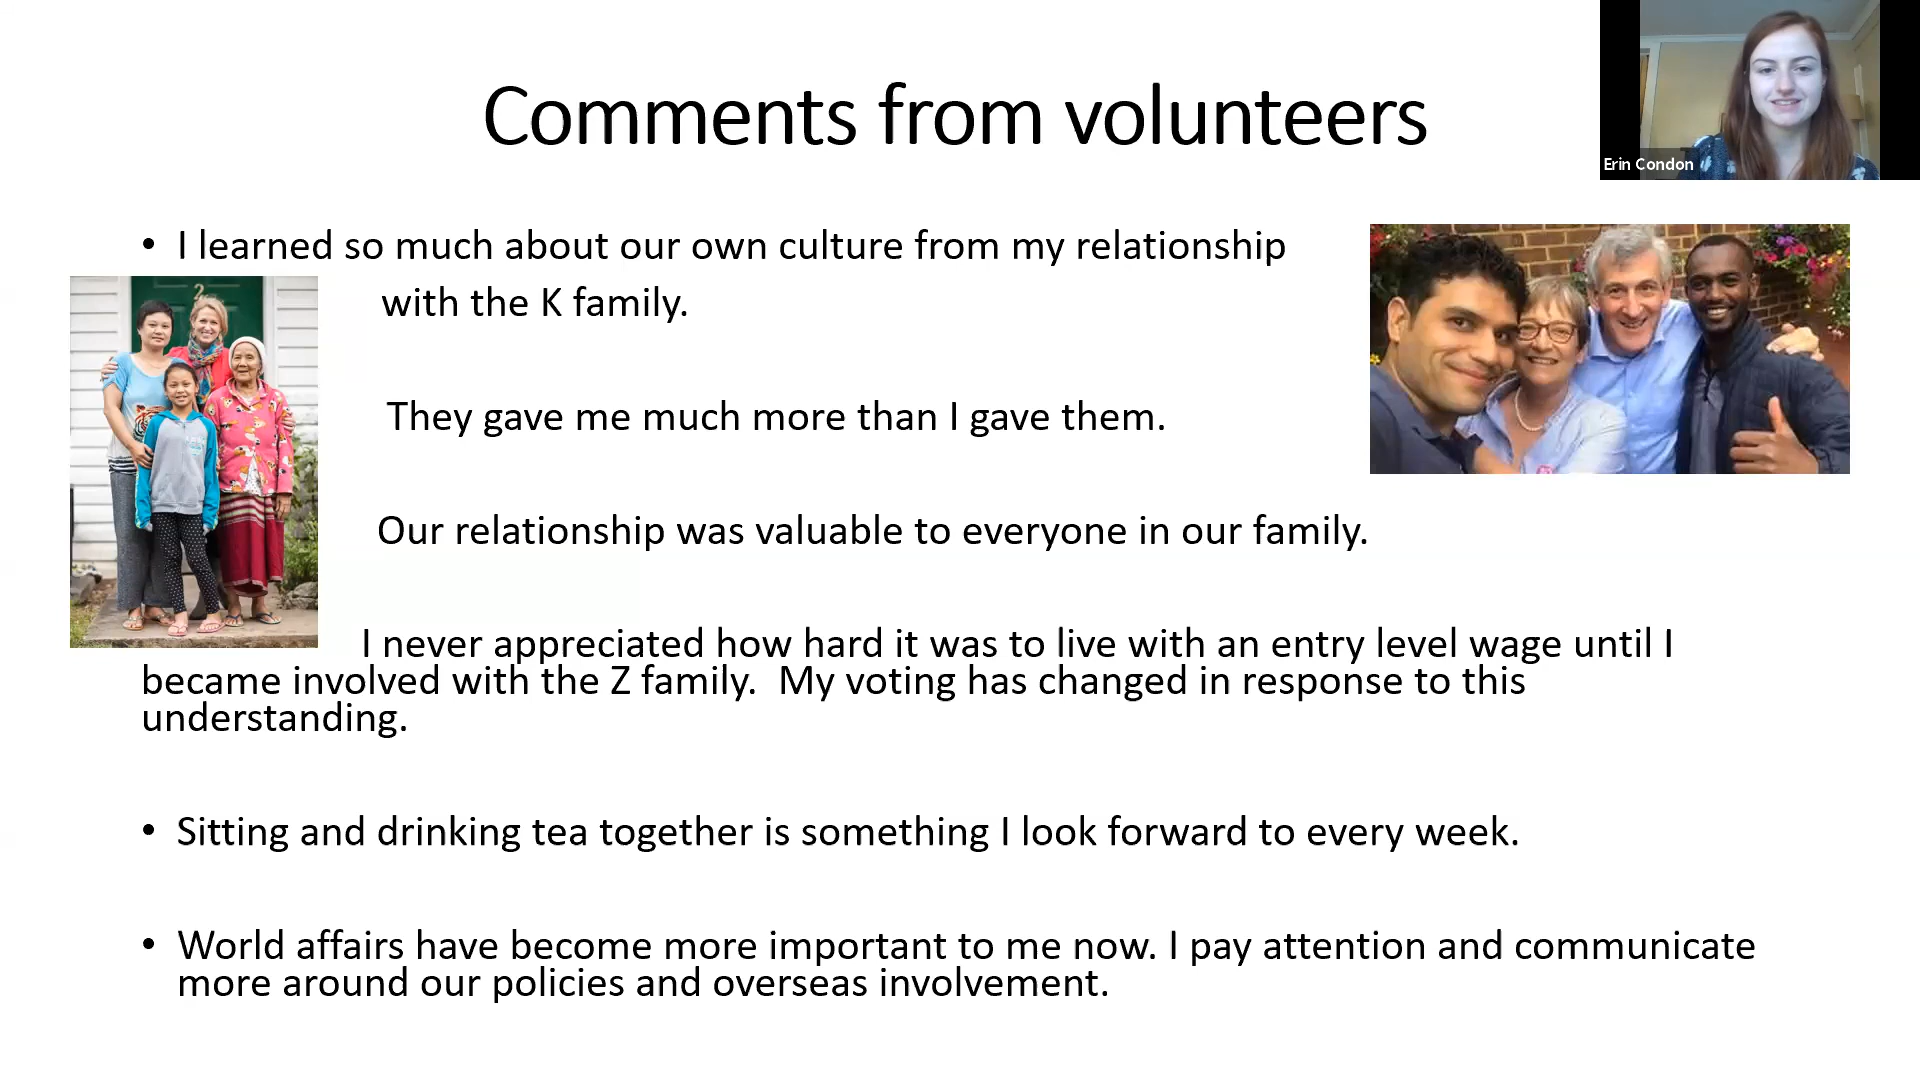 Comments from volunteers
Erin Condon
• I learned so much about our own culture from my relationship
with the K family.
They gave me much more than I gave them.
Our relationship was valuable to everyone in our family.
I never appreciated how hard it was to live with an entry level wage until I
became involved with the Z family.  My voting has changed in response to this
understanding.
• Sitting and drinking tea together is something I look forward to every week.
• World affairs have become more important to me now. I pay attention and communicate
more around our policies and overseas involvement.
2